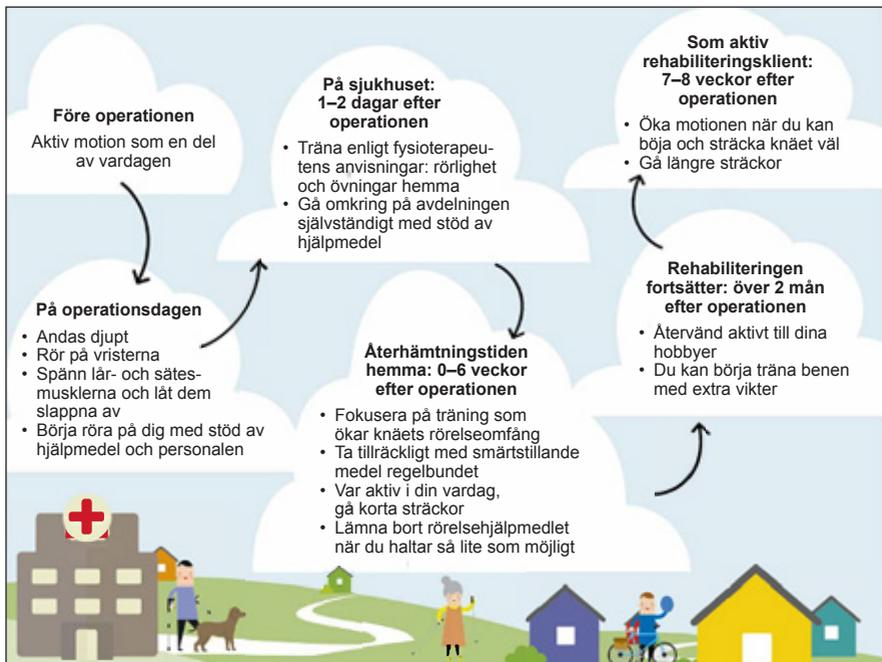 Före operationen
Aktiv motion som en del
av vardagen
På operationsdagen
• Andas djupt
• Rör på vristerna
• Spänn lår- och sätes-
musklerna och låt dem
slappna av
• Börja röra på dig med stöd av
hjälpmedel och personalen
På sjukhuset:
1–2 dagar efter
operationen
• Träna enligt fysioterapeu-
tens anvisningar: rörlighet
och övningar hemma
• Gå omkring på avdelningen
självständigt med stöd av
hjälpmedel
Återhämtningstiden
hemma: 0–6 veckor
efter operationen
• Fokusera på träning som
ökar knäets rörelseomfång
• Ta tillräckligt med smärtstillande
medel regelbundet
• Var aktiv i din vardag,
gå korta sträckor
• Lämna bort rörelsehjälpmedlet
när du haltar så lite som möjligt
Rehabiliteringen
fortsätter: över 2 mån
efter operationen
• Återvänd aktivt till dina
hobbyer
• Du kan börja träna benen
med extra vikter
Som aktiv
rehabiliteringsklient:
7–8 veckor efter
operationen
• Öka motionen när du kan
böja och sträcka knäet väl
• Gå längre sträckor